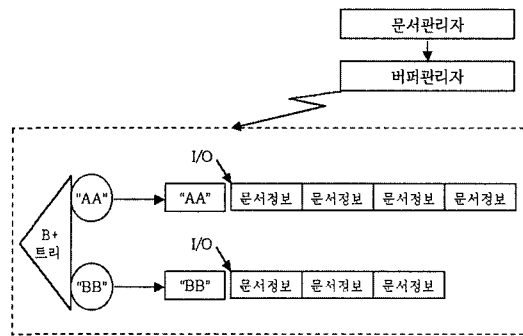 문서관리자
버퍼관리자
I/O
"AA" "AA" 문서정보 문서정보 문서정보 문서정보
B+
트리
I/O
"BB" "BB" 문서정보 문서정보 문서정보